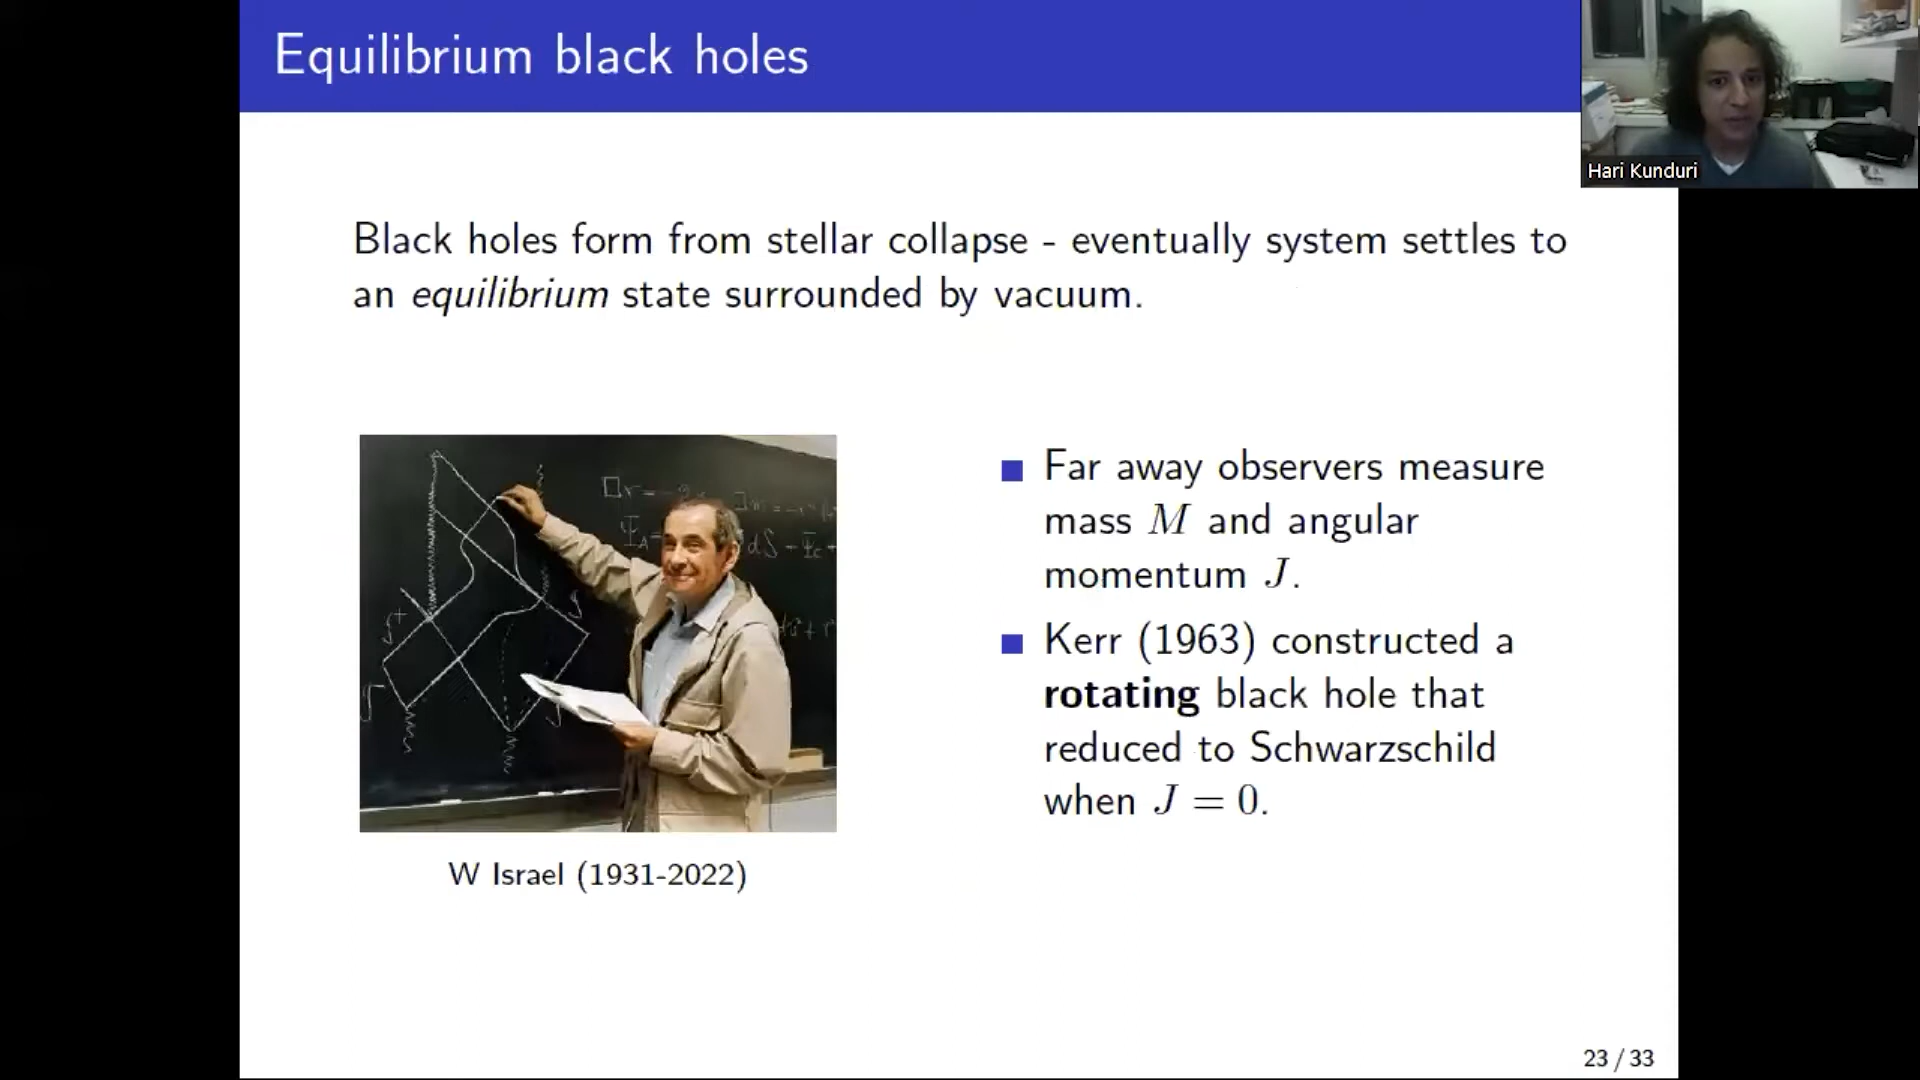 Equilibrium black holes
Hari Kunduri
Black holes form from stellar collapse - eventually system settles to
an equilibrium state surrounded by vacuum.
Far away observers measure
mass M and angular
momentum J.
Kerr (1963) constructed a
rotating black hole that
reduced to Schwarzschild
when J = 0.
W Israel (1931-2022)
23 / 33